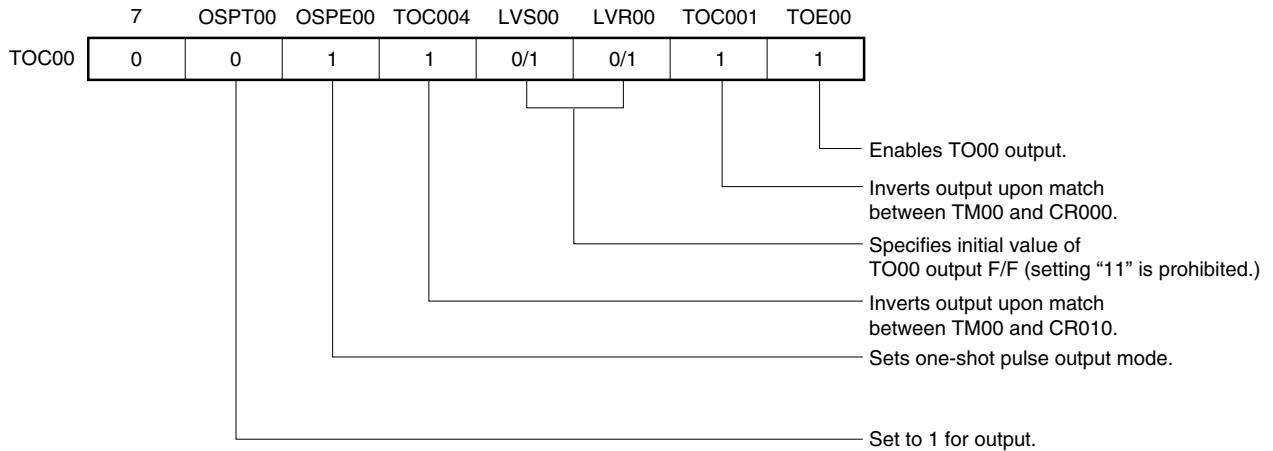 7 OSPT00 OSPE00 TOC004 LVS00 LVR00 TOC001 TOE00
TOC00 0 0 1 1 0/1 0/1 1 1
Enables TO00 output.
Inverts output upon match
between TM00 and CR000.
Specifies initial value of
TO00 output F/F (setting “11” is prohibited.)
Inverts output upon match
between TM00 and CR010.
Sets one-shot pulse output mode.
Set to 1 for output.